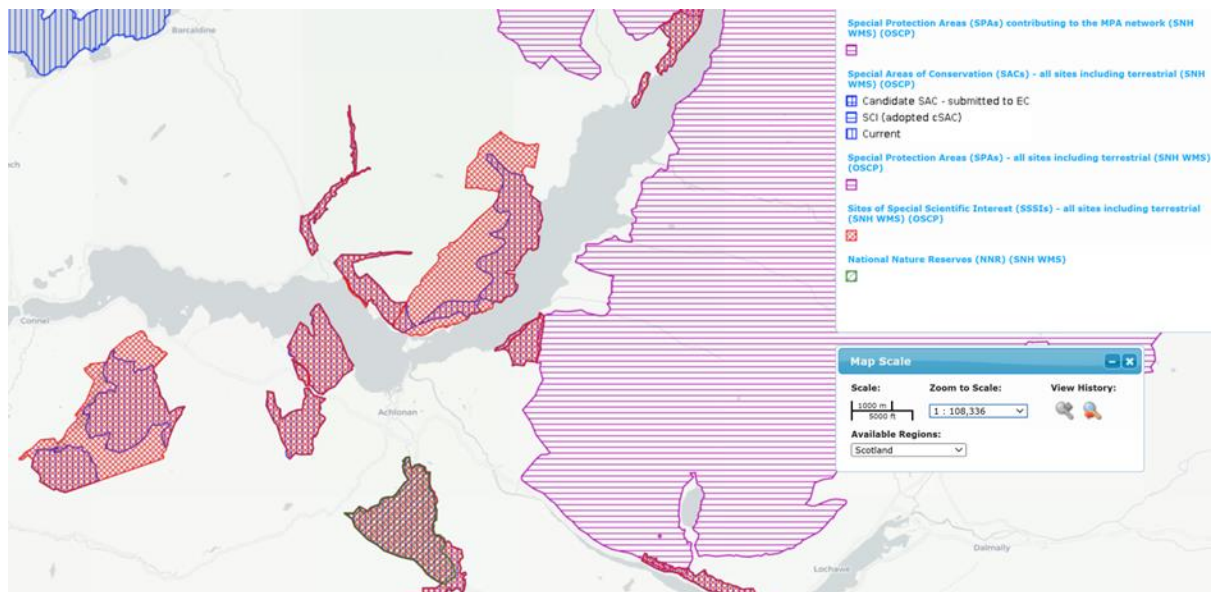 Barcaldine
Connel
Achlonan
Lochawe
Dalmally
Special Protection Areas (SPAs) contributing to the MPA network (SNH
WMS) (OSCP)
Special Areas of Conservation (SACs) - all sites including terrestrial (SNH
WMS) (OSCP)
Candidate SAC - submitted to EC
SCI (adopted cSAC)
Current
Special Protection Areas (SPAs) - all sites including terrestrial (SNH WMS)
(OSCP)
Sites of Special Scientific Interest (SSSIs) - all sites including terrestrial
(SNH WMS) (OSCP)
National Nature Reserves (NNR) (SNH WMS)
Map Scale
Scale: Zoom to Scale: View History:
1000 m
5000 ft
1 : 108,336
Available Regions:
Scotland